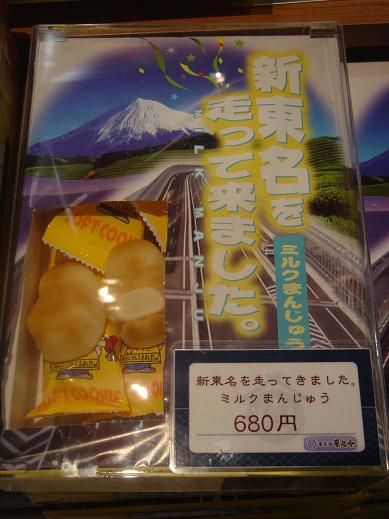 新東名を
走って来ました。
MILK MANJU
ミルクまんじゅう
SOFT COOKIE
新東名を走ってきました。
ミルクまんじゅう
680円